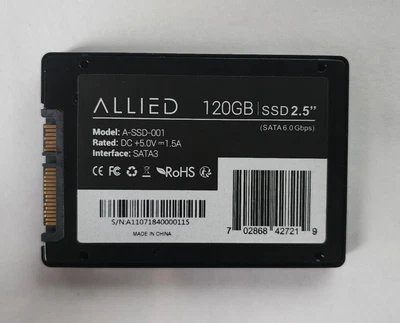 ALLIED 120GB SSD 2.5"
(SATA 6.0 Gbps)
Model: A-SSD-001
Rated: DC +5.0V⎓1.5A
Interface: SATA3
CE FC RoHS
S/N:A11071840000115
MADE IN CHINA
7 02868 42721 9